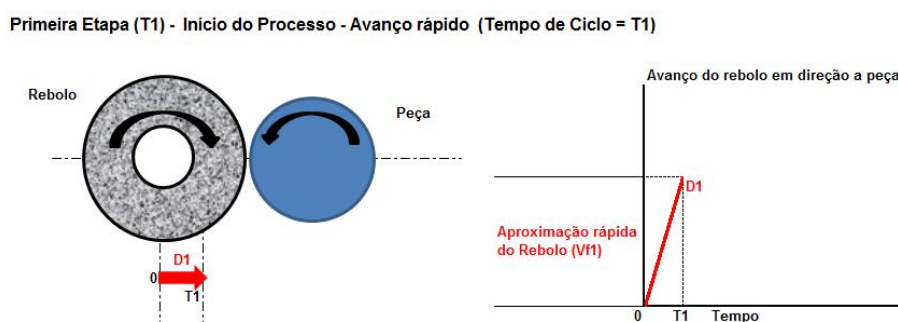 Primeira Etapa (T1) - Início do Processo - Avanço rápido (Tempo de Ciclo = T1)
Rebolo
Peça
D1
0
T1
Avanço do rebolo em direção a peça
D1
Aproximação rápida
do Rebolo (Vf1)
0 T1 Tempo